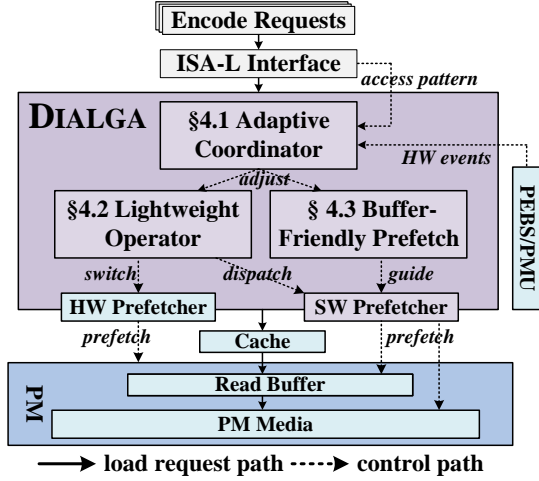 Encode Requests
ISA-L Interface
access pattern
DIALGA
§4.1 Adaptive
Coordinator
HW events
adjust
PEBS/PMU
§4.2 Lightweight
Operator
§ 4.3 Buffer-
Friendly Prefetch
switch
dispatch
guide
HW Prefetcher
SW Prefetcher
prefetch
Cache
prefetch
PM
Read Buffer
PM Media
load request path
control path